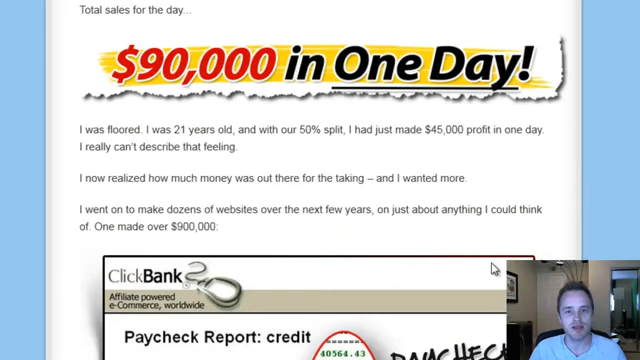 Total sales for the day...
$90,000 in One Day!
I was floored. I was 21 years old, and with our 50% split, I had just made $45,000 profit in one day.
I really can't describe that feeling.
I now realized how much money was out there for the taking – and I wanted more.
I went on to make dozens of websites over the next few years, on just about anything I could think
of. One made over $900,000:
ClickBank
Affiliate powered
e-Commerce, worldwide
Paycheck Report: credit
40564.43
PAYCHECK